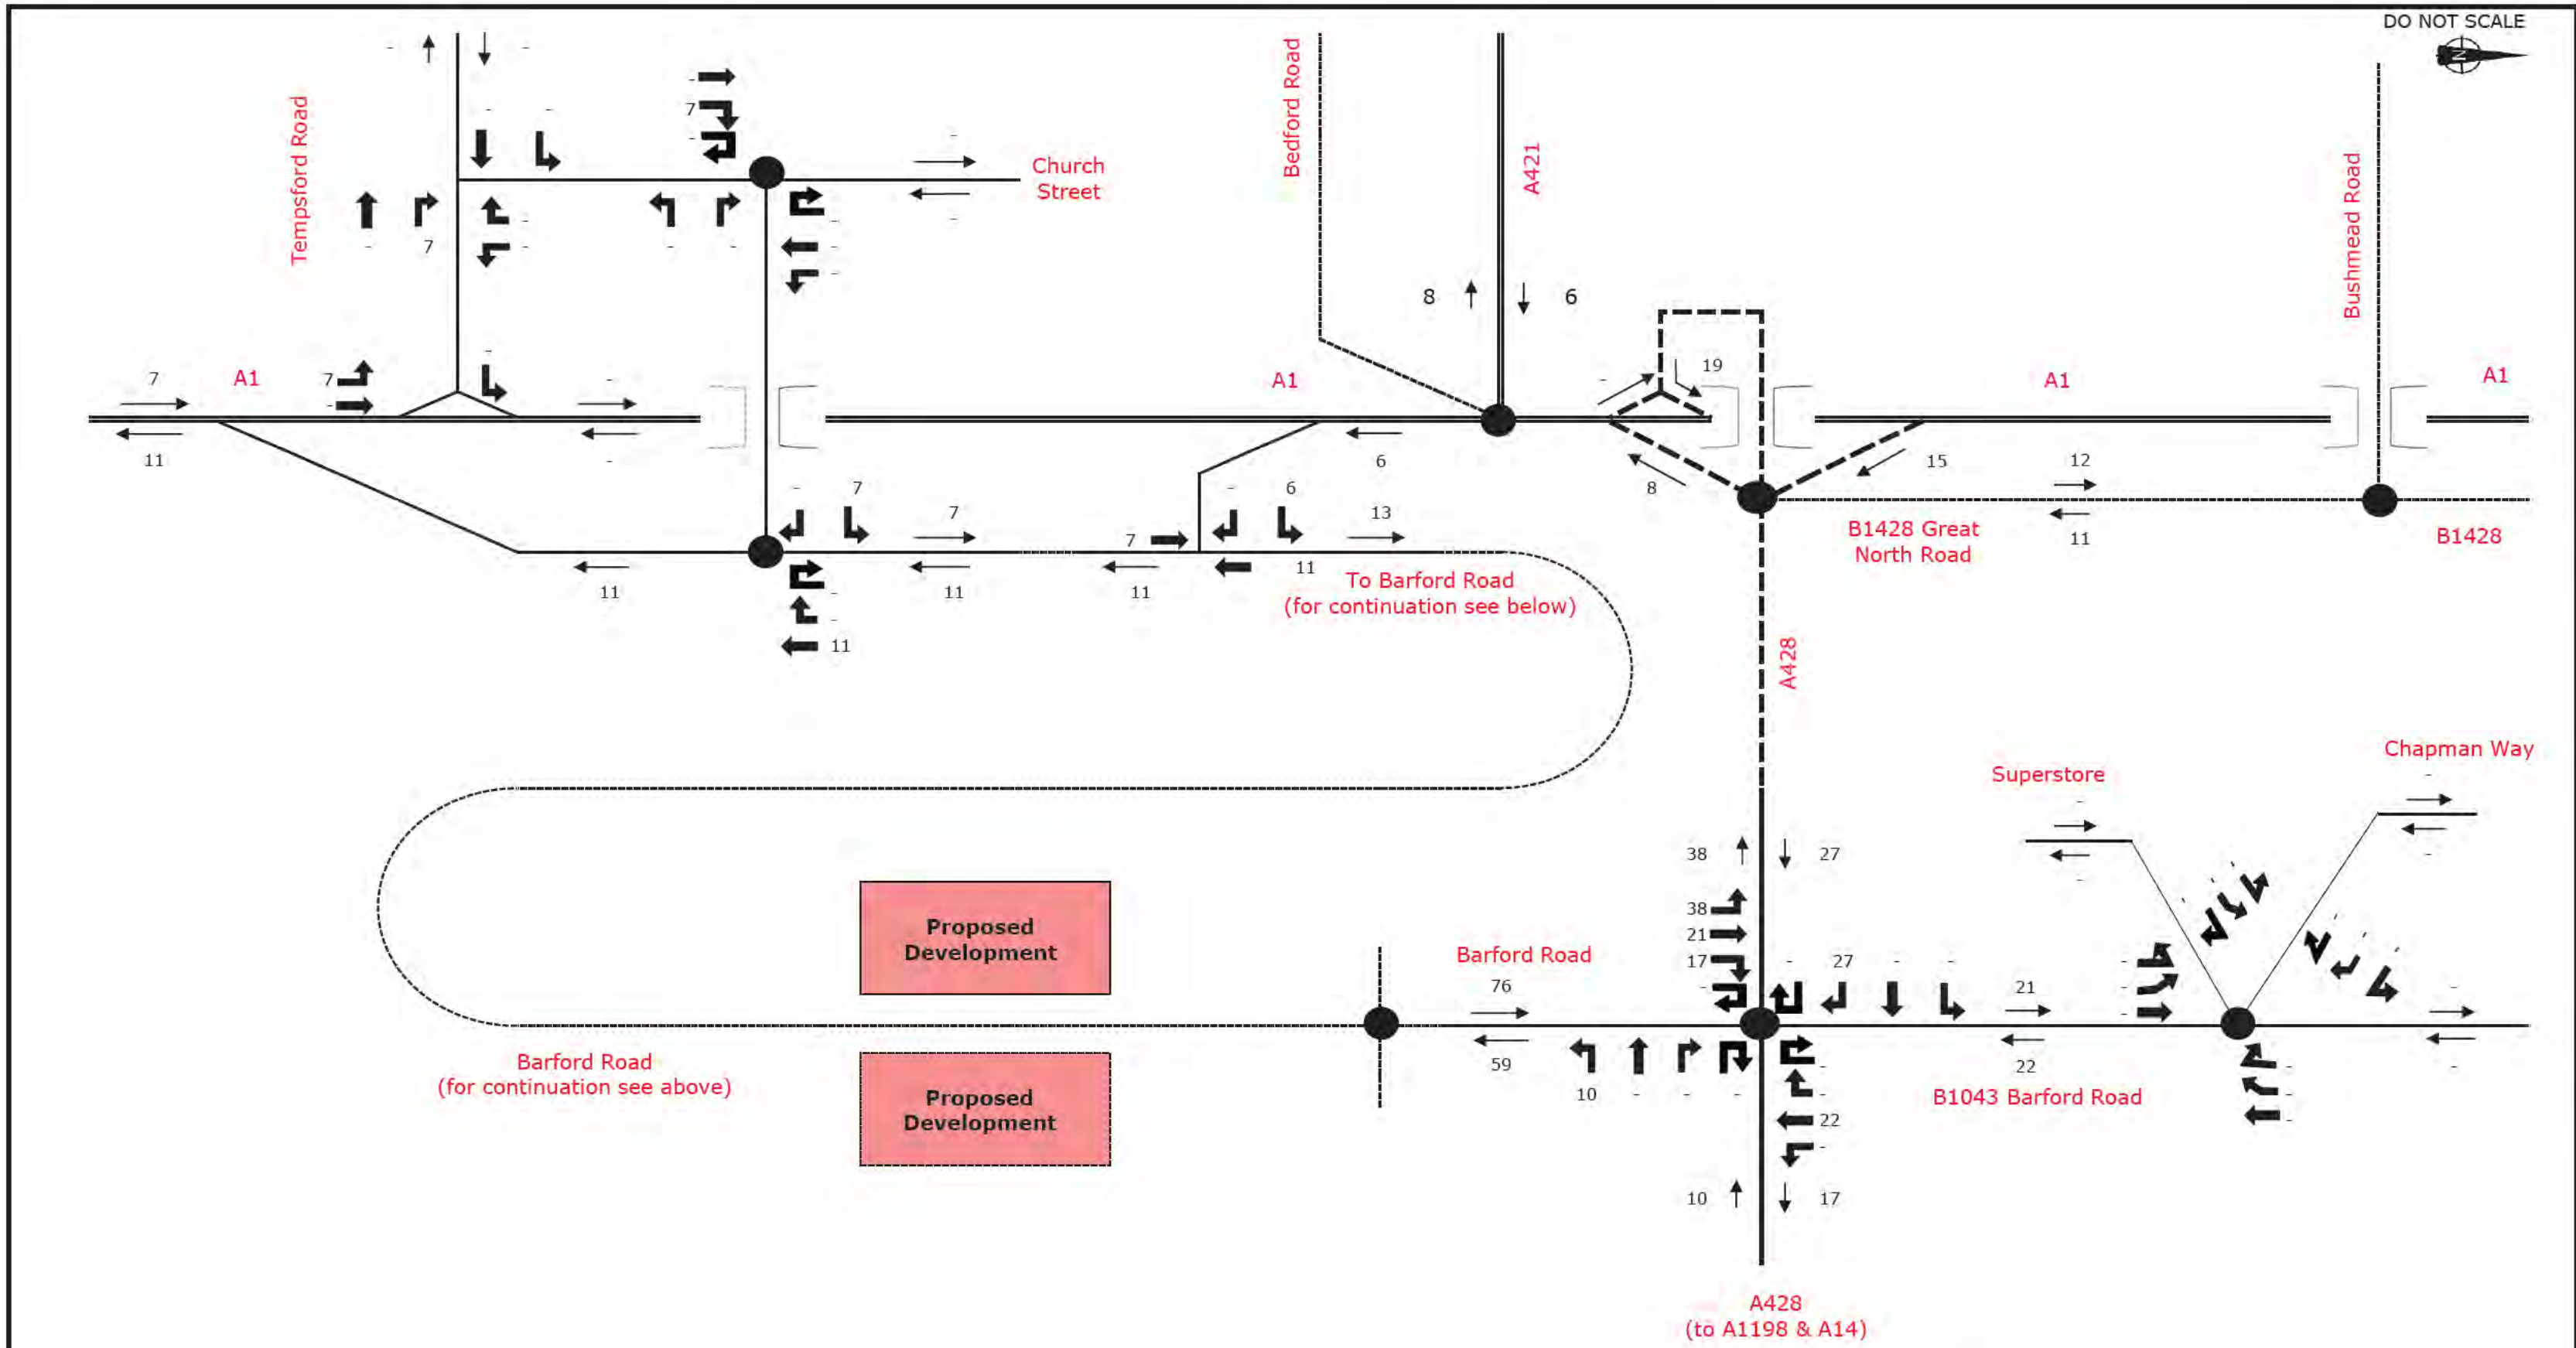 DO NOT SCALE
N
Tempsford Road
Bedford Road
A421
Bushmead Road
- -
- -
-
7
-
-
Church
Street
-
- 7
-
-
- -
-
-
-
8 6
7
A1
7
-
-
-
11
-
A1
6
-
19
8
15
A1
A1
12
11
B1428 Great
North Road
B1428
- 7
7
11
11
-
-
11
7
11
- 6
11
13
To Barford Road
(for continuation see below)
A428
Superstore
-
-
Chapman Way
-
-
38 27
38
21
17
-
- 27 - -
Proposed
Development
Barford Road
76
59
10 - - -
-
-
22
-
21
22
B1043 Barford Road
-
-
-
-
-
-
-
-
Barford Road
(for continuation see above)
Proposed
Development
10 17
A428
(to A1198 & A14)